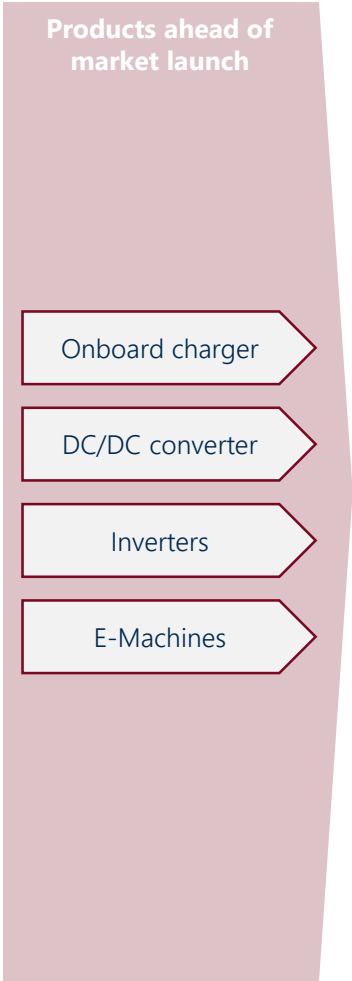 Products ahead of
market launch
Onboard charger
DC/DC converter
Inverters
E-Machines